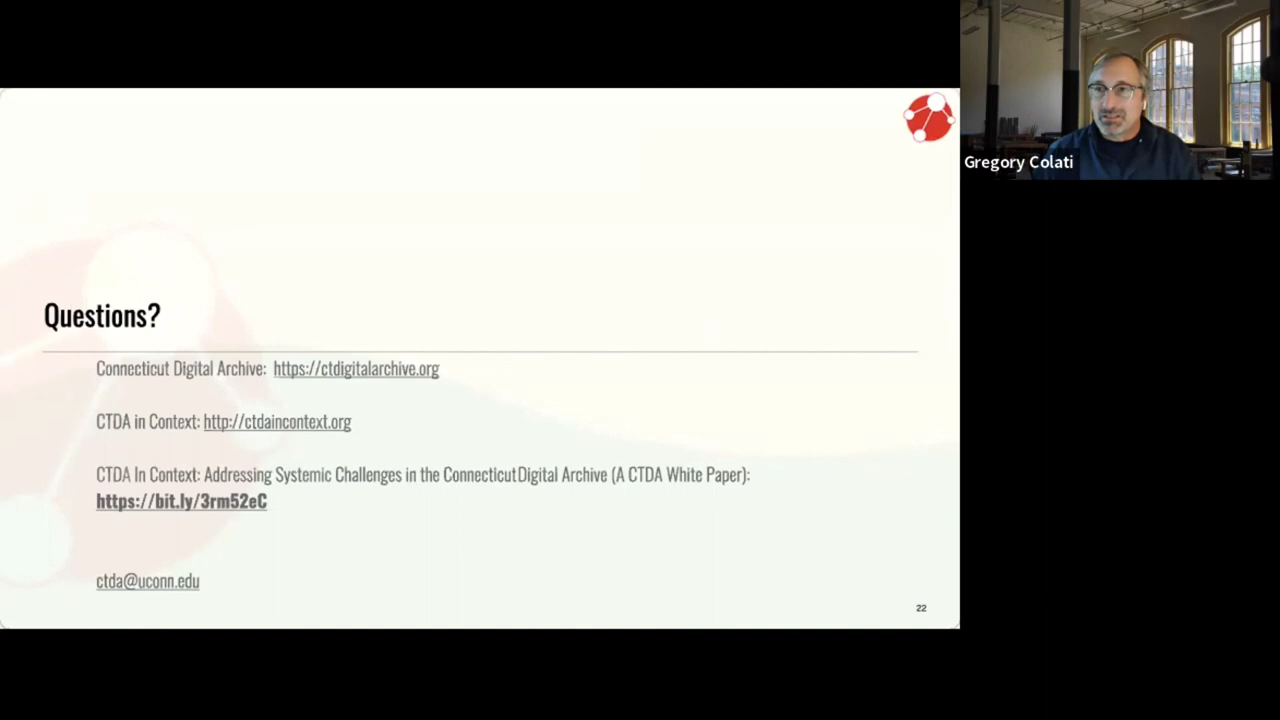 Gregory Colati
Questions?
Connecticut Digital Archive: https://ctdigitalarchive.org
CTDA in Context: http://ctdaincontext.org
CTDA In Context: Addressing Systemic Challenges in the Connecticut Digital Archive (A CTDA White Paper):
https://bit.ly/3rm52eC
ctda@uconn.edu
22